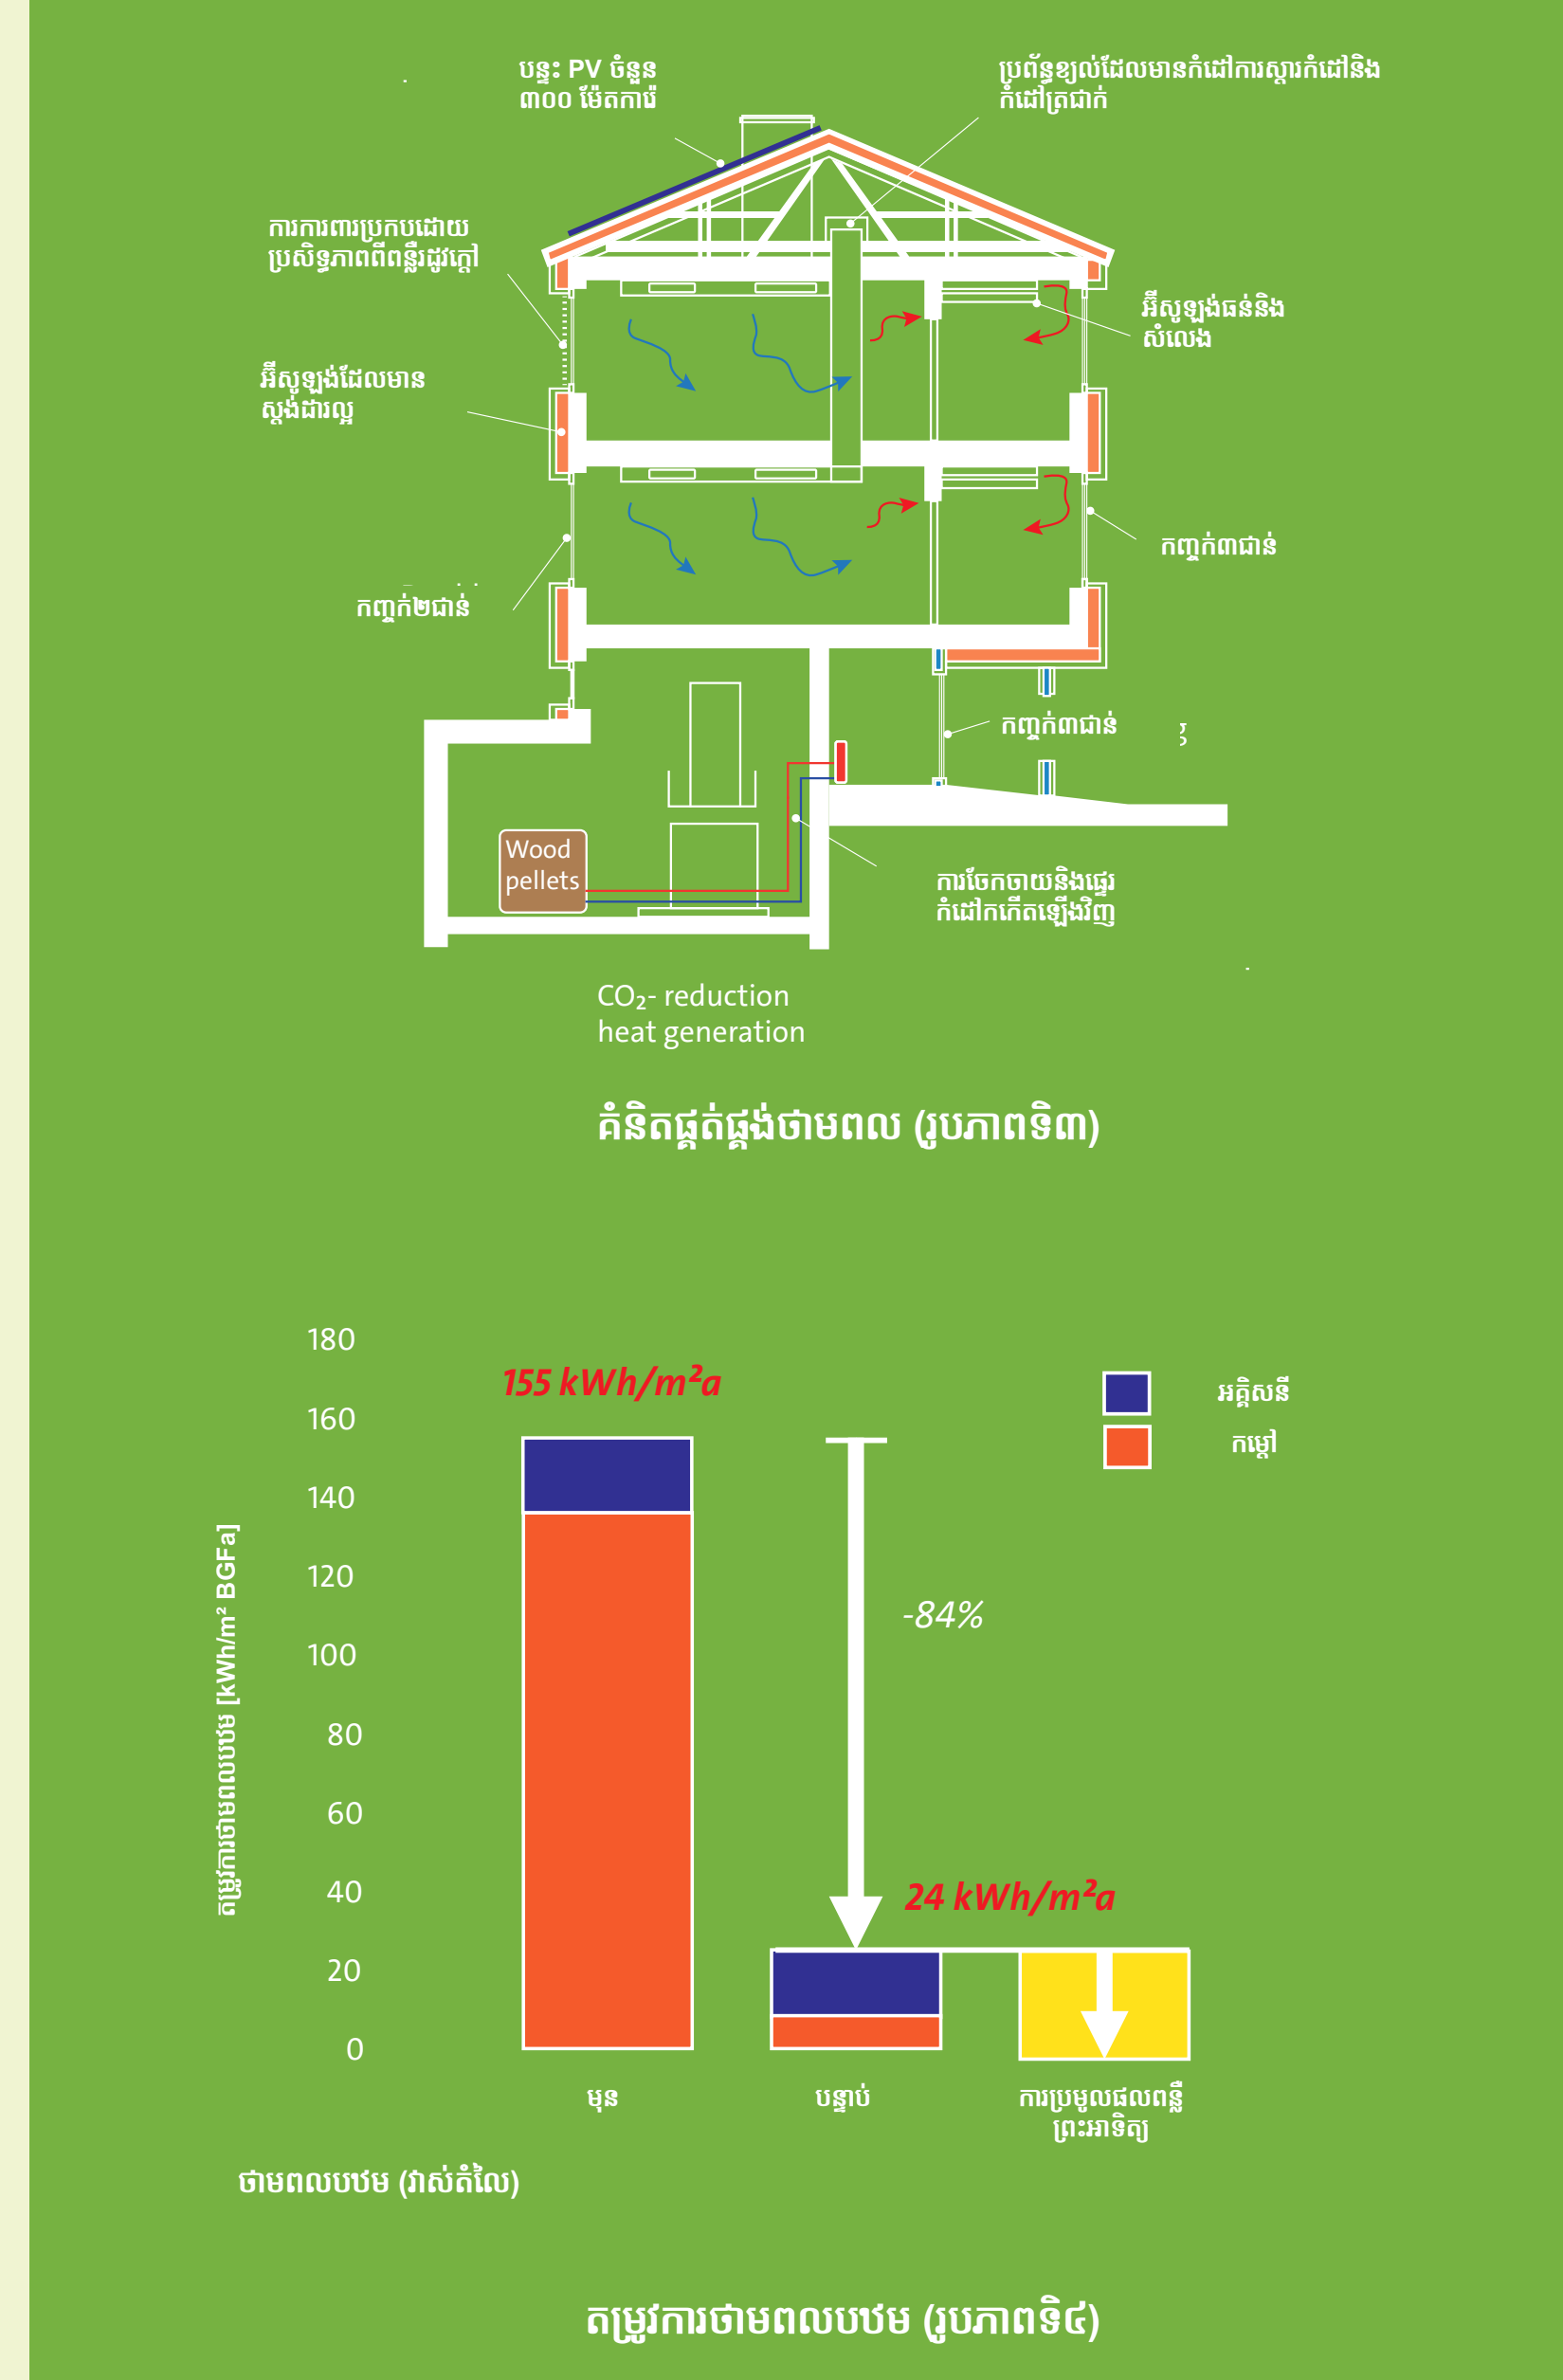 បន្ទះ PV ចំនួន
៣០០ ម៉ែតការ៉េ
ប្រព័ន្ធខ្យល់ដែលមានកំដៅការស្តារកំដៅនិង
កំដៅត្រជាក់
ការការពារប្រកបដោយ
ប្រសិទ្ធភាពពីពន្លឺរដូវក្តៅ
អ៊ីសូឡង់ធន់និង
សំលេង
អ៊ីសូឡង់ដែលមាន
ស្តង់ដារល្អ
កញ្ចក់៣ជាន់
កញ្ចក់២ជាន់
កញ្ចក់៣ជាន់
Wood
pellets
ការចែកចាយនិងផ្ទេរ
កំដៅកកើតឡើងវិញ
CO₂- reduction
heat generation
គំនិតផ្គត់ផ្គង់ថាមពល (រូបភាពទី៣)
180
155 kWh/m²a
អគ្គិសនី
160
កម្តៅ
140
120
-84%
100
80
60
40
24 kWh/m²a
20
0
តម្រូវការថាមពលបឋម [kWh/m² BGFa]
មុន
បន្ទាប់
ការប្រមូលផលពន្លឺ
ព្រះអាទិត្យ
ថាមពលបឋម (វាស់តំលៃ)
តម្រូវការថាមពលបឋម (រូបភាពទី៤)